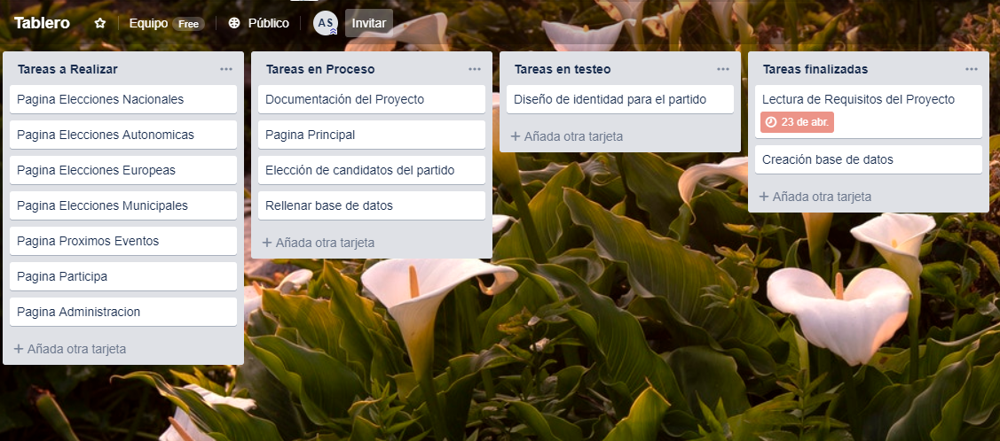 Tablero
Equipo Free
Público
AS
Invitar
Tareas a Realizar
Pagina Elecciones Nacionales
Pagina Elecciones Autonomicas
Pagina Elecciones Europeas
Pagina Elecciones Municipales
Pagina Proximos Eventos
Pagina Participa
Pagina Administracion
+ Añada otra tarjeta
Tareas en Proceso
Documentación del Proyecto
Pagina Principal
Elección de candidatos del partido
Rellenar base de datos
+ Añada otra tarjeta
Tareas en testeo
Diseño de identidad para el partido
+ Añada otra tarjeta
Tareas finalizadas
Lectura de Requisitos del Proyecto
23 de abr.
Creación base de datos
+ Añada otra tarjeta